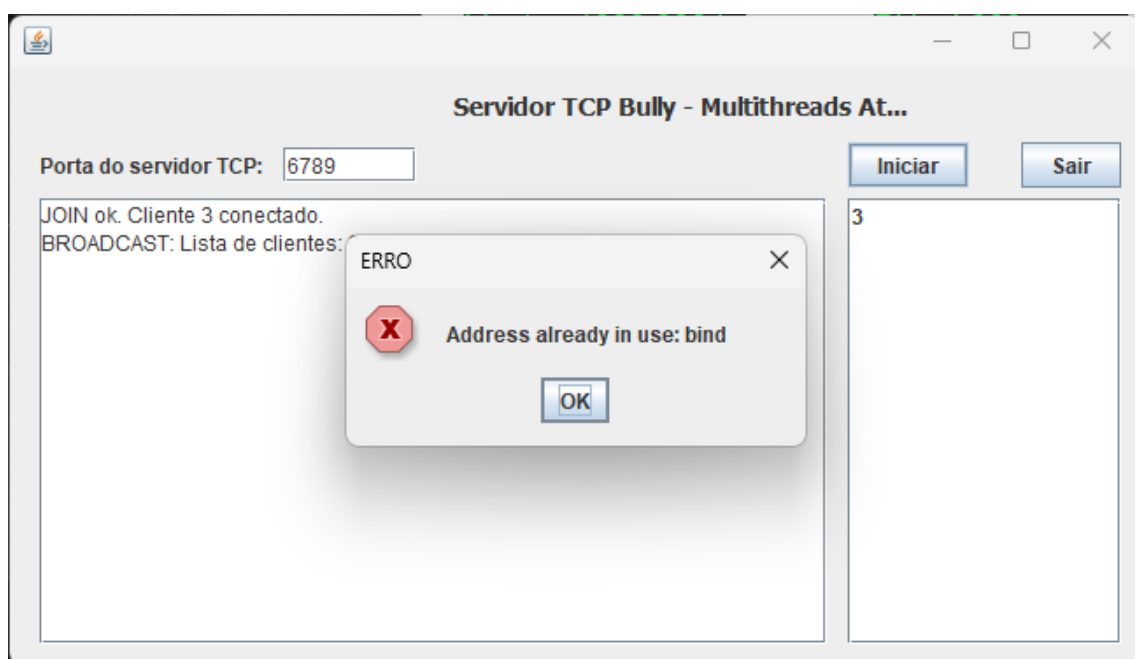 Servidor TCP Bully - Multithreads At...
Porta do servidor TCP: 6789 Iniciar Sair
JOIN ok. Cliente 3 conectado. 3
BROADCAST: Lista de clientes:
ERRO
Address already in use: bind
OK